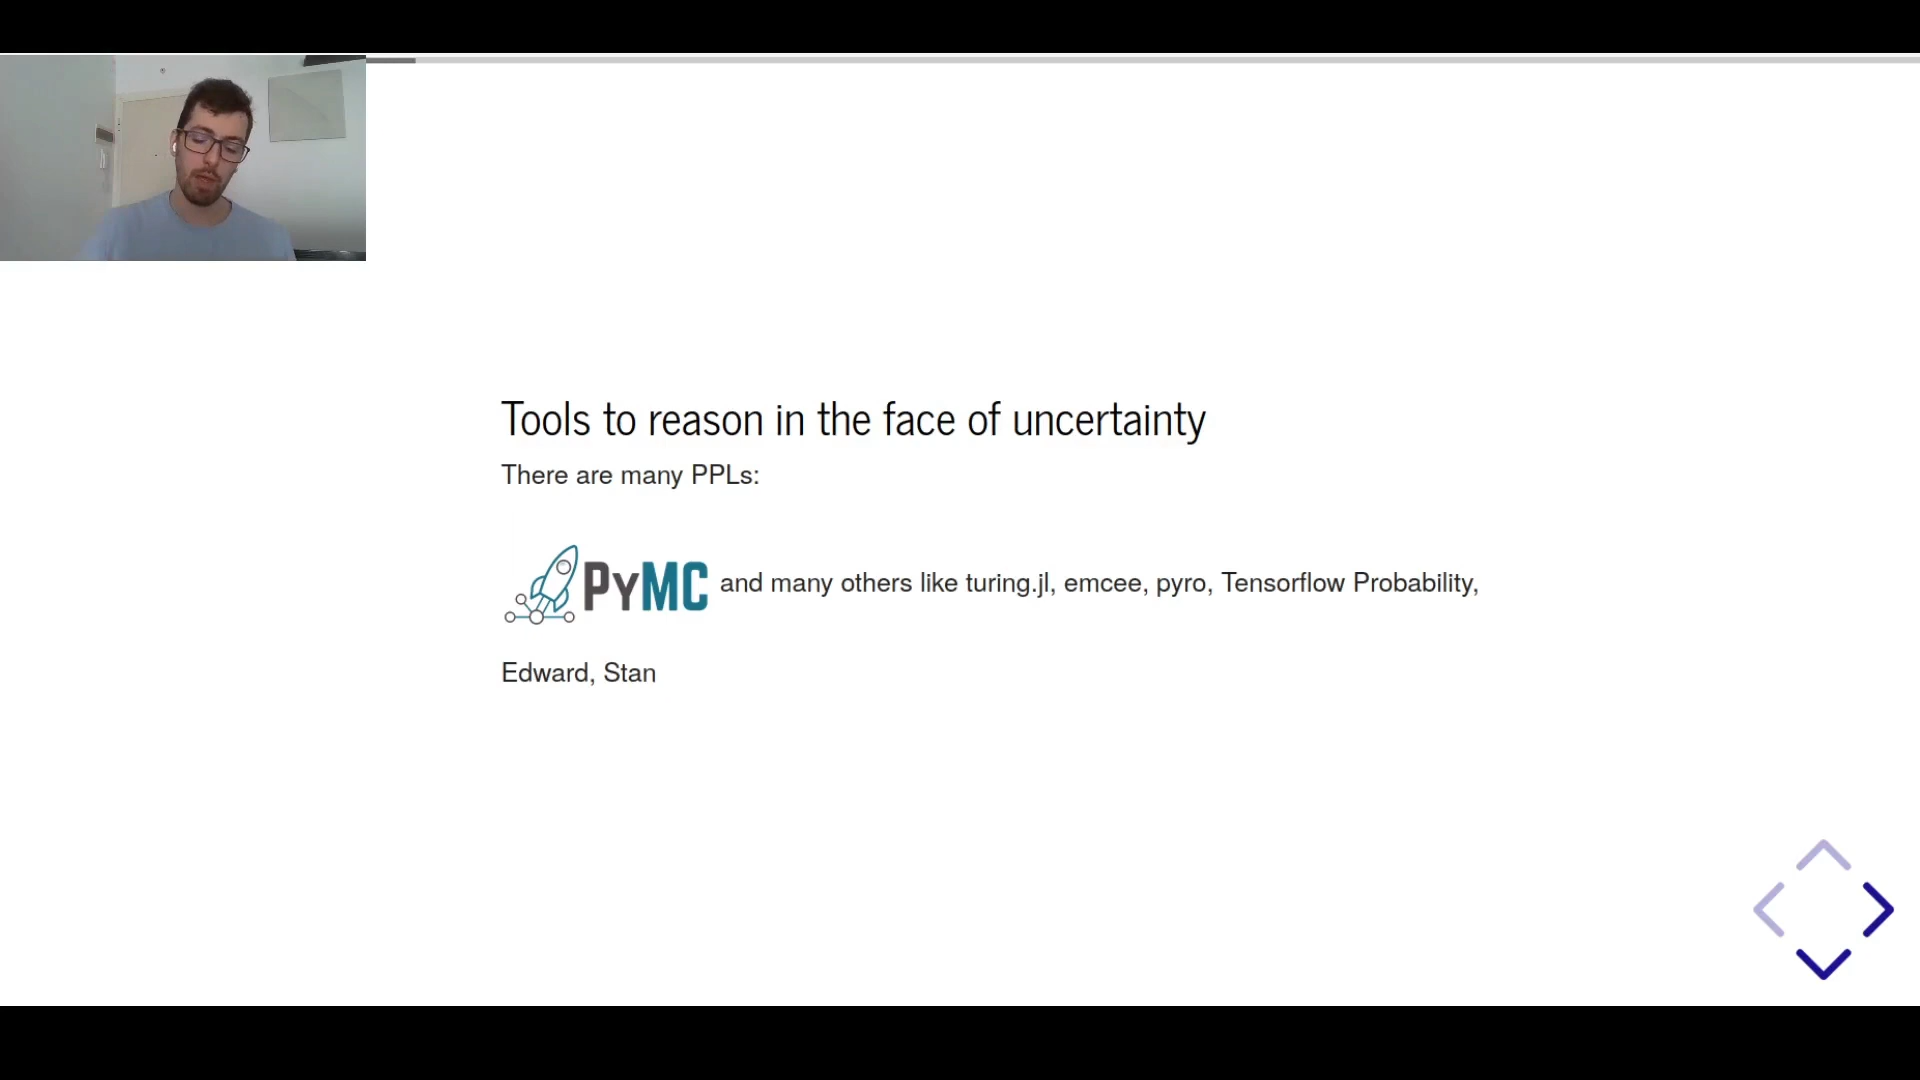 Tools to reason in the face of uncertainty
There are many PPLs:
PyMC and many others like turing.jl, emcee, pyro, Tensorflow Probability,
Edward, Stan